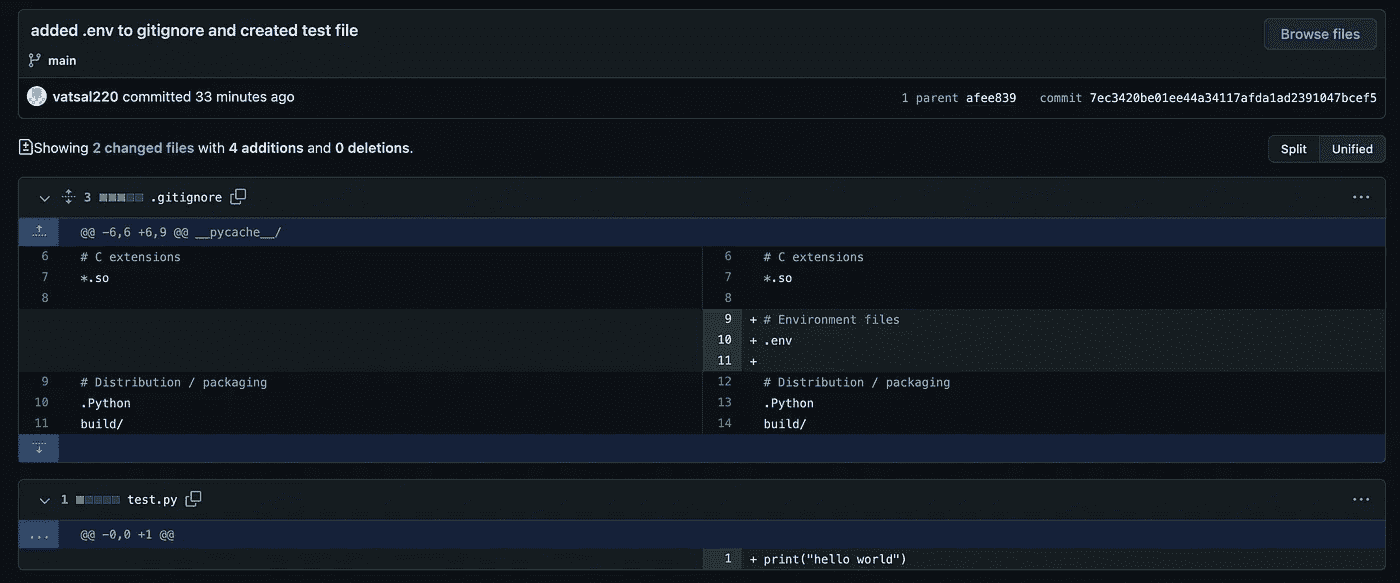 added .env to gitignore and created test file
Browse files
main
vatsal220 committed 33 minutes ago
1 parent afee839 commit 7ec3420be01ee44a34117afda1ad2391047bcef5
Showing 2 changed files with 4 additions and 0 deletions.
Split Unified
3 .gitignore
@@ -6,6 +6,9 @@ __pycache__/
6 # C extensions 6 # C extensions
7 *.so 7 *.so
8 8
9 + # Environment files
10 + .env
11 +
9 # Distribution / packaging 12 # Distribution / packaging
10 .Python 13 .Python
11 build/ 14 build/
1 test.py
@@ -0,0 +1 @@
1 + print("hello world")